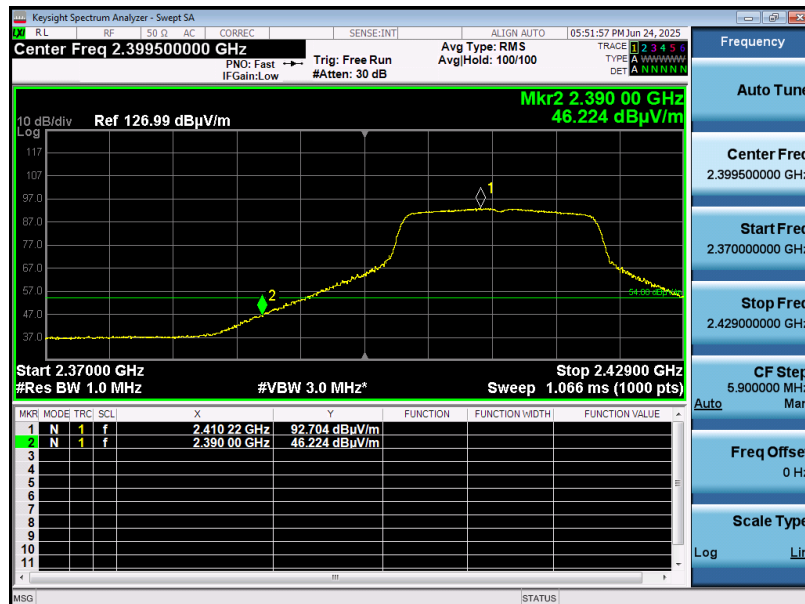 Keysight Spectrum Analyzer - Swept SA
RL RF 50 Ω AC CORREC SENSE:INT ALIGN AUTO 05:51:57 PM Jun 24, 2025
Center Freq 2.399500000 GHz
PNO: Fast
IFGain:Low
Trig: Free Run
#Atten: 30 dB
Avg Type: RMS
Avg|Hold: 100/100
TRACE 1 2 3 4 5 6
TYPE A WWWWW
DET A N N N N N
Mkr2 2.390 00 GHz
46.224 dBµV/m
10 dB/div Ref 126.99 dBµV/m
Log
117
107
97.0
87.0
77.0
67.0
57.0
47.0
37.0
1
2
54.00 dBµV/m
Start 2.37000 GHz Stop 2.42900 GHz
#Res BW 1.0 MHz #VBW 3.0 MHz* Sweep 1.066 ms (1000 pts)
MKR MODE TRC SCL X Y FUNCTION FUNCTION WIDTH FUNCTION VALUE
1 N 1 f 2.410 22 GHz 92.704 dBµV/m
2 N 1 f 2.390 00 GHz 46.224 dBµV/m
3
4
5
6
7
8
9
10
11
MSG STATUS
Frequency
Auto Tune
Center Freq
2.399500000 GHz
Start Freq
2.370000000 GHz
Stop Freq
2.429000000 GHz
CF Step
5.900000 MHz
Auto Man
Freq Offset
0 Hz
Scale Type
Log Lin